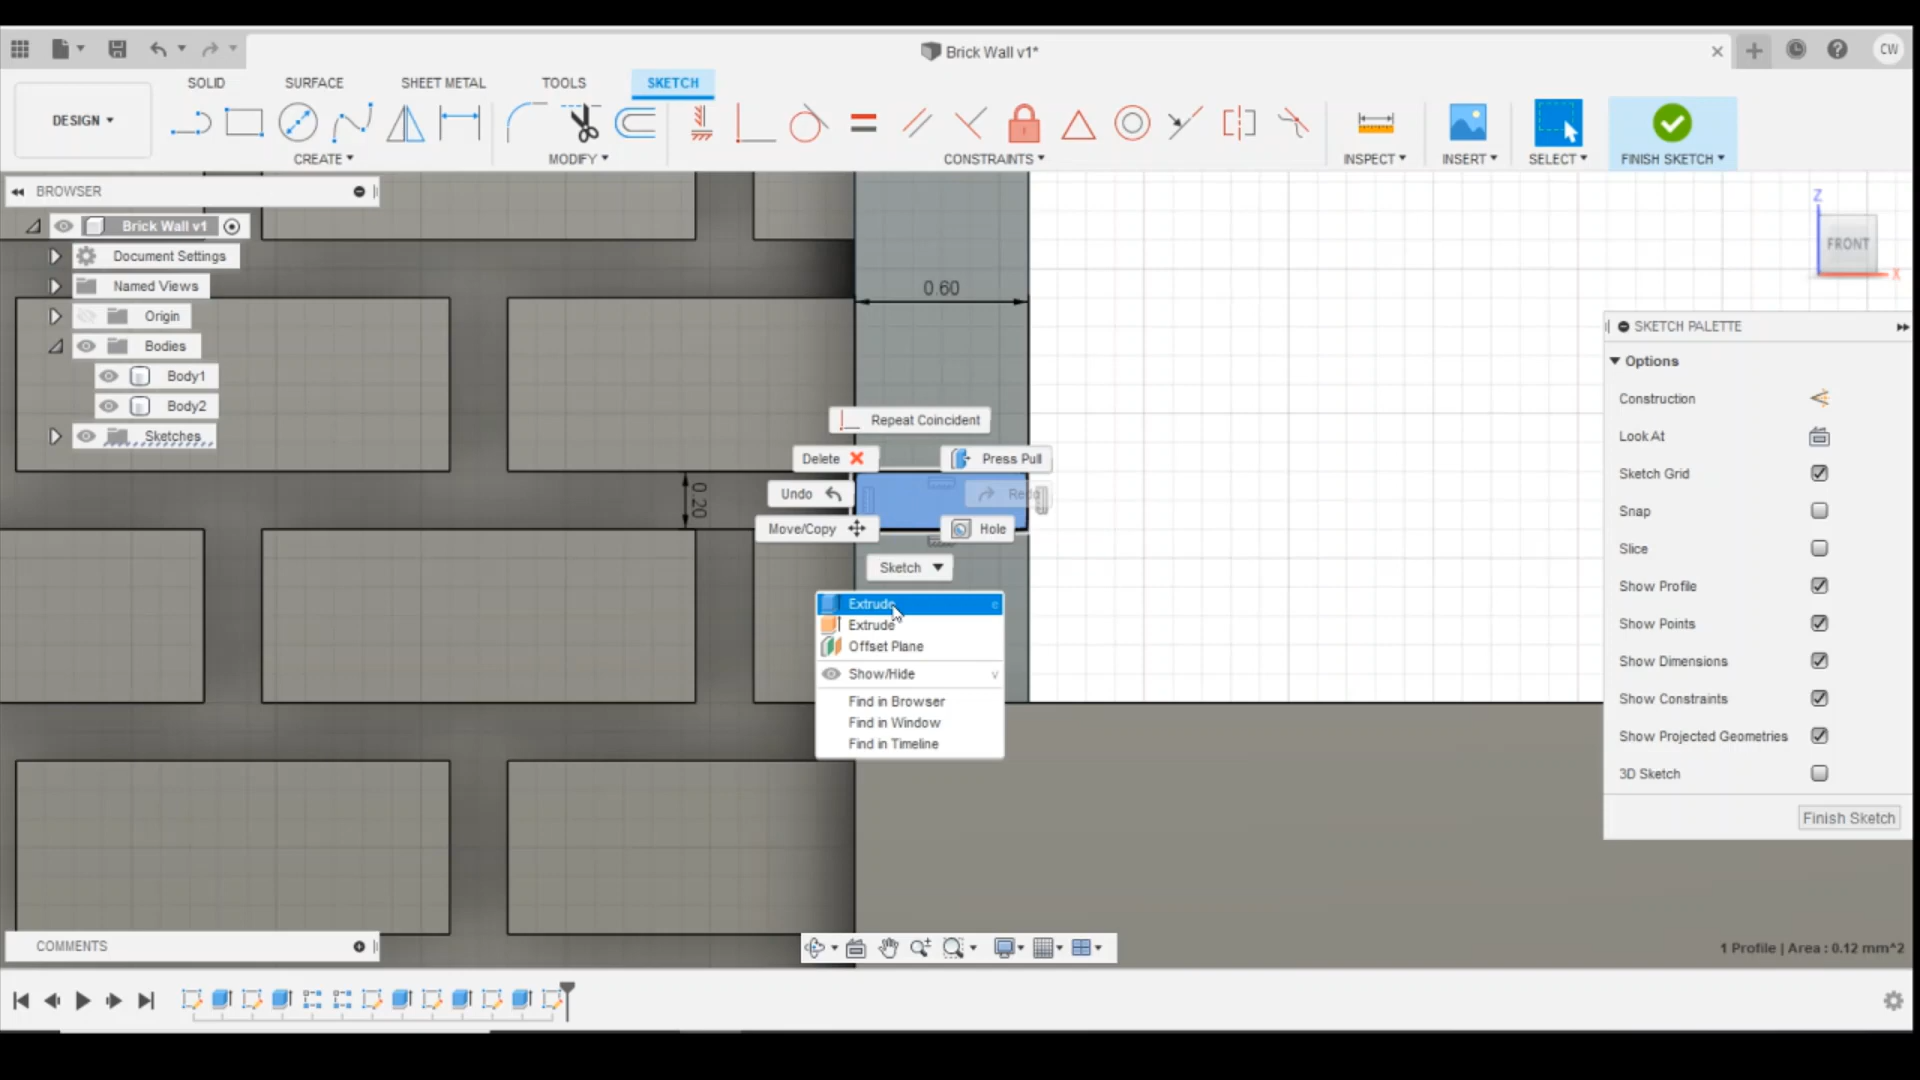 Brick Wall v1*
CW
SOLID
SURFACE
SHEET METAL
TOOLS
SKETCH
DESIGN
CREATE
MODIFY
CONSTRAINTS
INSPECT
INSERT
SELECT
FINISH SKETCH
BROWSER
Brick Wall v1
Document Settings
Named Views
Origin
Bodies
Body1
Body2
Sketches
Z
FRONT
X
0.60
0.20
Repeat Coincident
Delete
Press Pull
Undo
Redo
Move/Copy
Hole
Sketch
Extrude
Extrude
Offset Plane
Show/Hide v
Find in Browser
Find in Window
Find in Timeline
SKETCH PALETTE
Options
Construction
Look At
Sketch Grid
Snap
Slice
Show Profile
Show Points
Show Dimensions
Show Constraints
Show Projected Geometries
3D Sketch
Finish Sketch
COMMENTS
1 Profile | Area : 0.12 mm^2